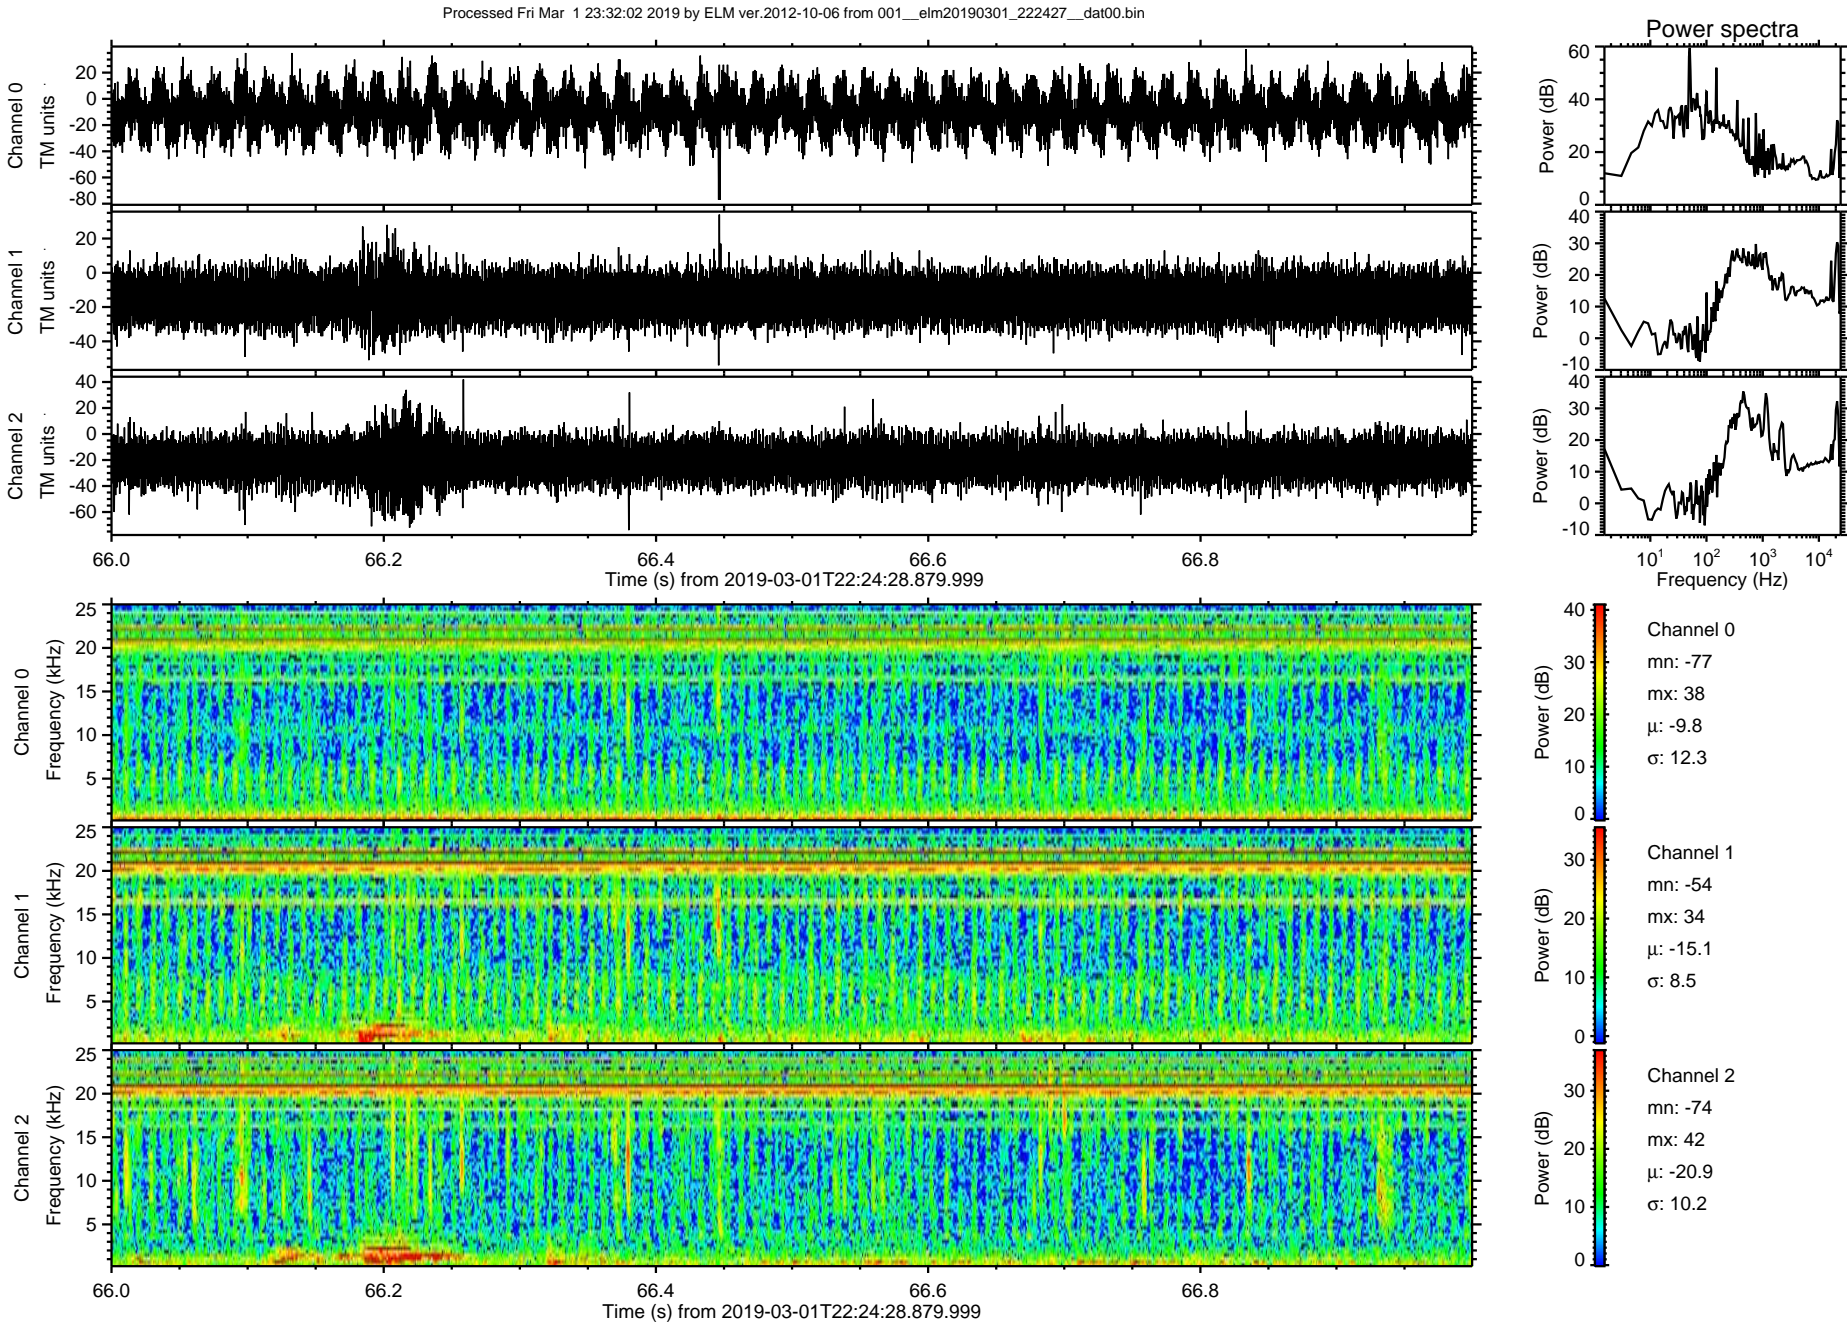 Processed Fri Mar 1 23:32:02 2019 by ELM ver.2012-10-06 from 001__elm20190301_222427__dat00.bin
Power spectra
Channel 0
TM units
20
0
-20
-40
-60
-80
Power (dB)
60
40
20
0
Channel 1
TM units
20
0
-20
-40
Power (dB)
40
30
20
10
0
-10
Channel 2
TM units
40
20
0
-20
-40
-60
Power (dB)
40
30
20
10
0
-10
66.0 66.2 66.4 66.6 66.8
Time (s) from 2019-03-01T22:24:28.879.999
10^1 10^2 10^3 10^4
Frequency (Hz)
Channel 0
Frequency (kHz)
25
20
15
10
5
Power (dB)
40
30
20
10
0
Channel 0
mn: -77
mx: 38
μ: -9.8
σ: 12.3
Channel 1
Frequency (kHz)
25
20
15
10
5
Power (dB)
30
20
10
0
Channel 1
mn: -54
mx: 34
μ: -15.1
σ: 8.5
Channel 2
Frequency (kHz)
25
20
15
10
5
Power (dB)
30
20
10
0
Channel 2
mn: -74
mx: 42
μ: -20.9
σ: 10.2
66.0 66.2 66.4 66.6 66.8
Time (s) from 2019-03-01T22:24:28.879.999